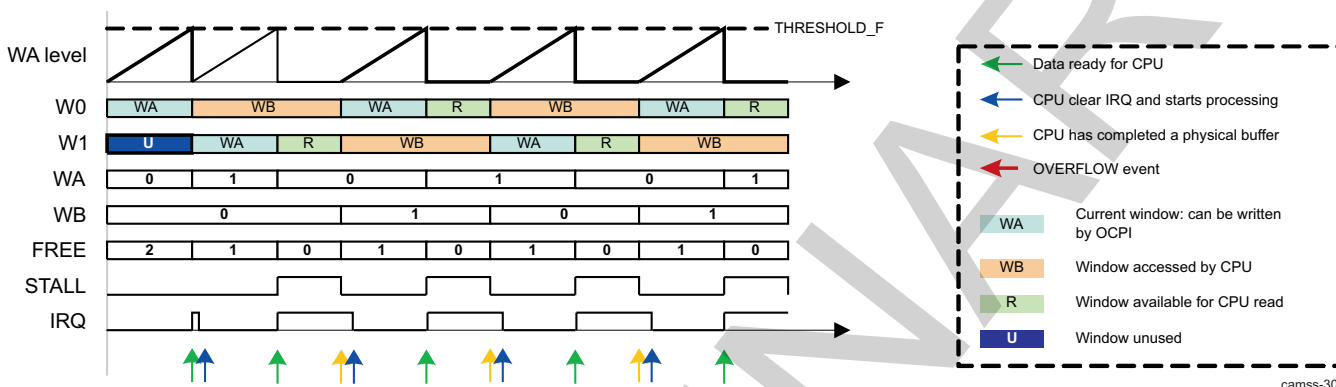 THRESHOLD_F
WA level
W0 WA WB WA R WB WA R
W1 U WA R WB WA R WB
WA 0 1 0 1 0 1
WB 0 1 0 1
FREE 2 1 0 1 0 1 0 1 0
STALL
IRQ
Data ready for CPU
CPU clear IRQ and starts processing
CPU has completed a physical buffer
OVERFLOW event
WA Current window: can be written
by OCPI
WB Window accessed by CPU
R Window available for CPU read
U Window unused